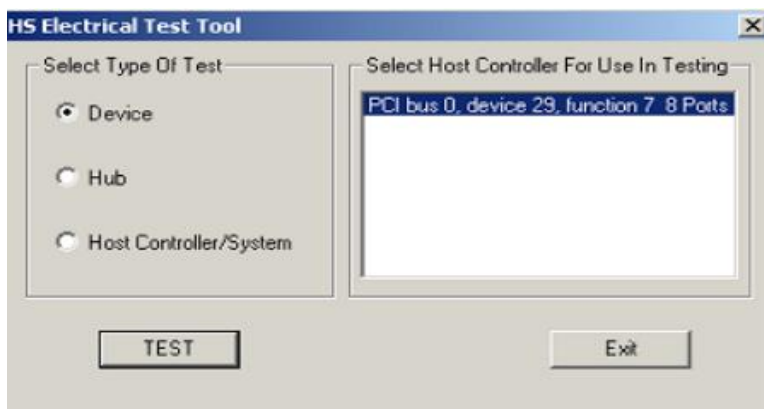 HS Electrical Test Tool
Select Type Of Test
Device
Hub
Host Controller/System
Select Host Controller For Use In Testing
PCI bus 0, device 29, function 7 8 Ports
TEST
Exit